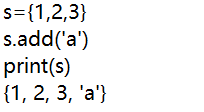 s={1,2,3}
s.add('a')
print(s)
{1, 2, 3, 'a'}